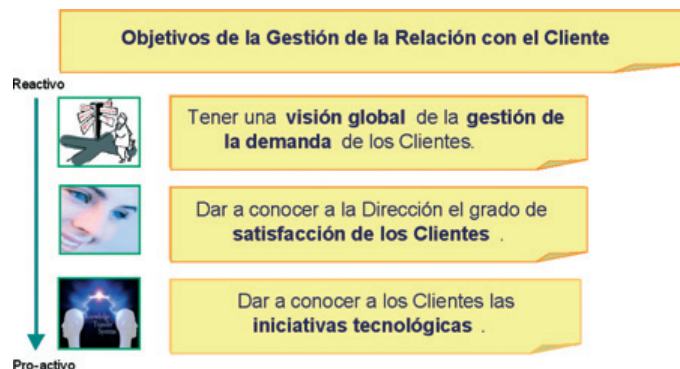 Objetivos de la Gestión de la Relación con el Cliente
Reactivo
Tener una visión global de la gestión de
la demanda de los Clientes.
Dar a conocer a la Dirección el grado de
satisfacción de los Clientes .
Dar a conocer a los Clientes las
iniciativas tecnológicas .
Pro-activo